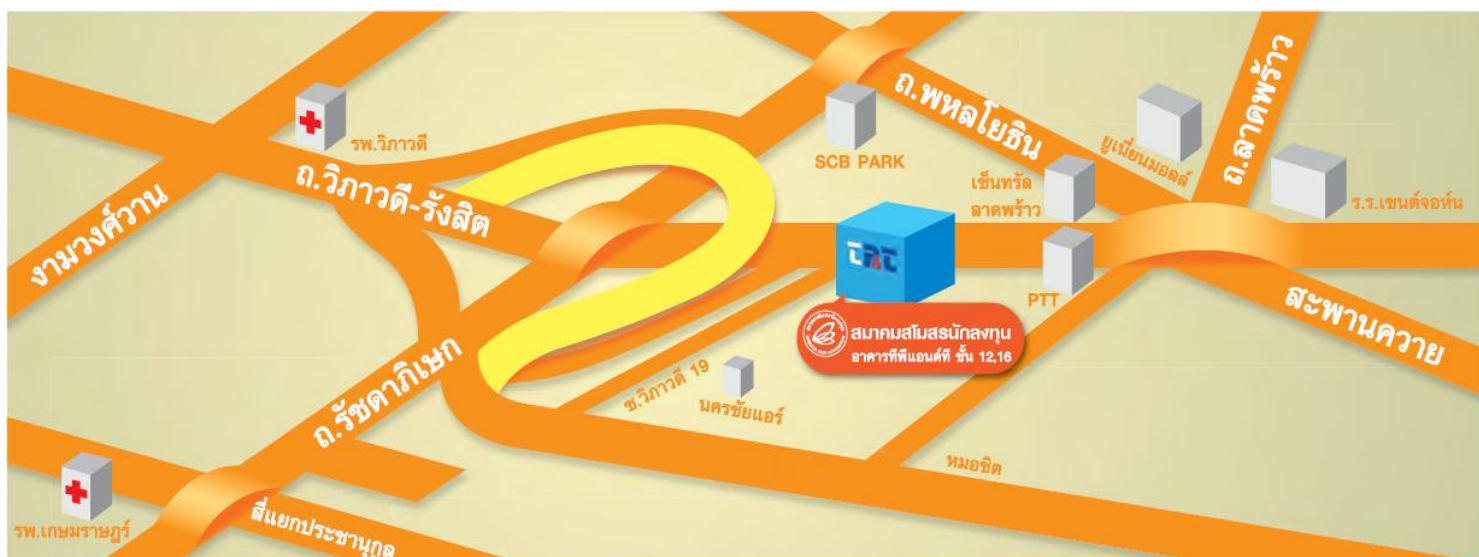 ถ.พหลโยธิน
ถ.ลาดพร้าว
ยูเนี่ยนมอลล์
รพ.วิภาวดี
SCB PARK
เซ็นทรัล
ลาดพร้าว
ร.ร.เซนต์จอห์น
งามวงศ์วาน
ถ.วิภาวดี-รังสิต
PTT
สะพานควาย
สมาคมสโมสรนักลงทุน
อาคารทีพีแอนด์ที ชั้น 12,16
ถ.รัชดาภิเษก
ซ.วิภาวดี 19
นครชัยแอร์
หมอชิต
รพ.เกษมราษฎร์
สี่แยกประชานุกูล